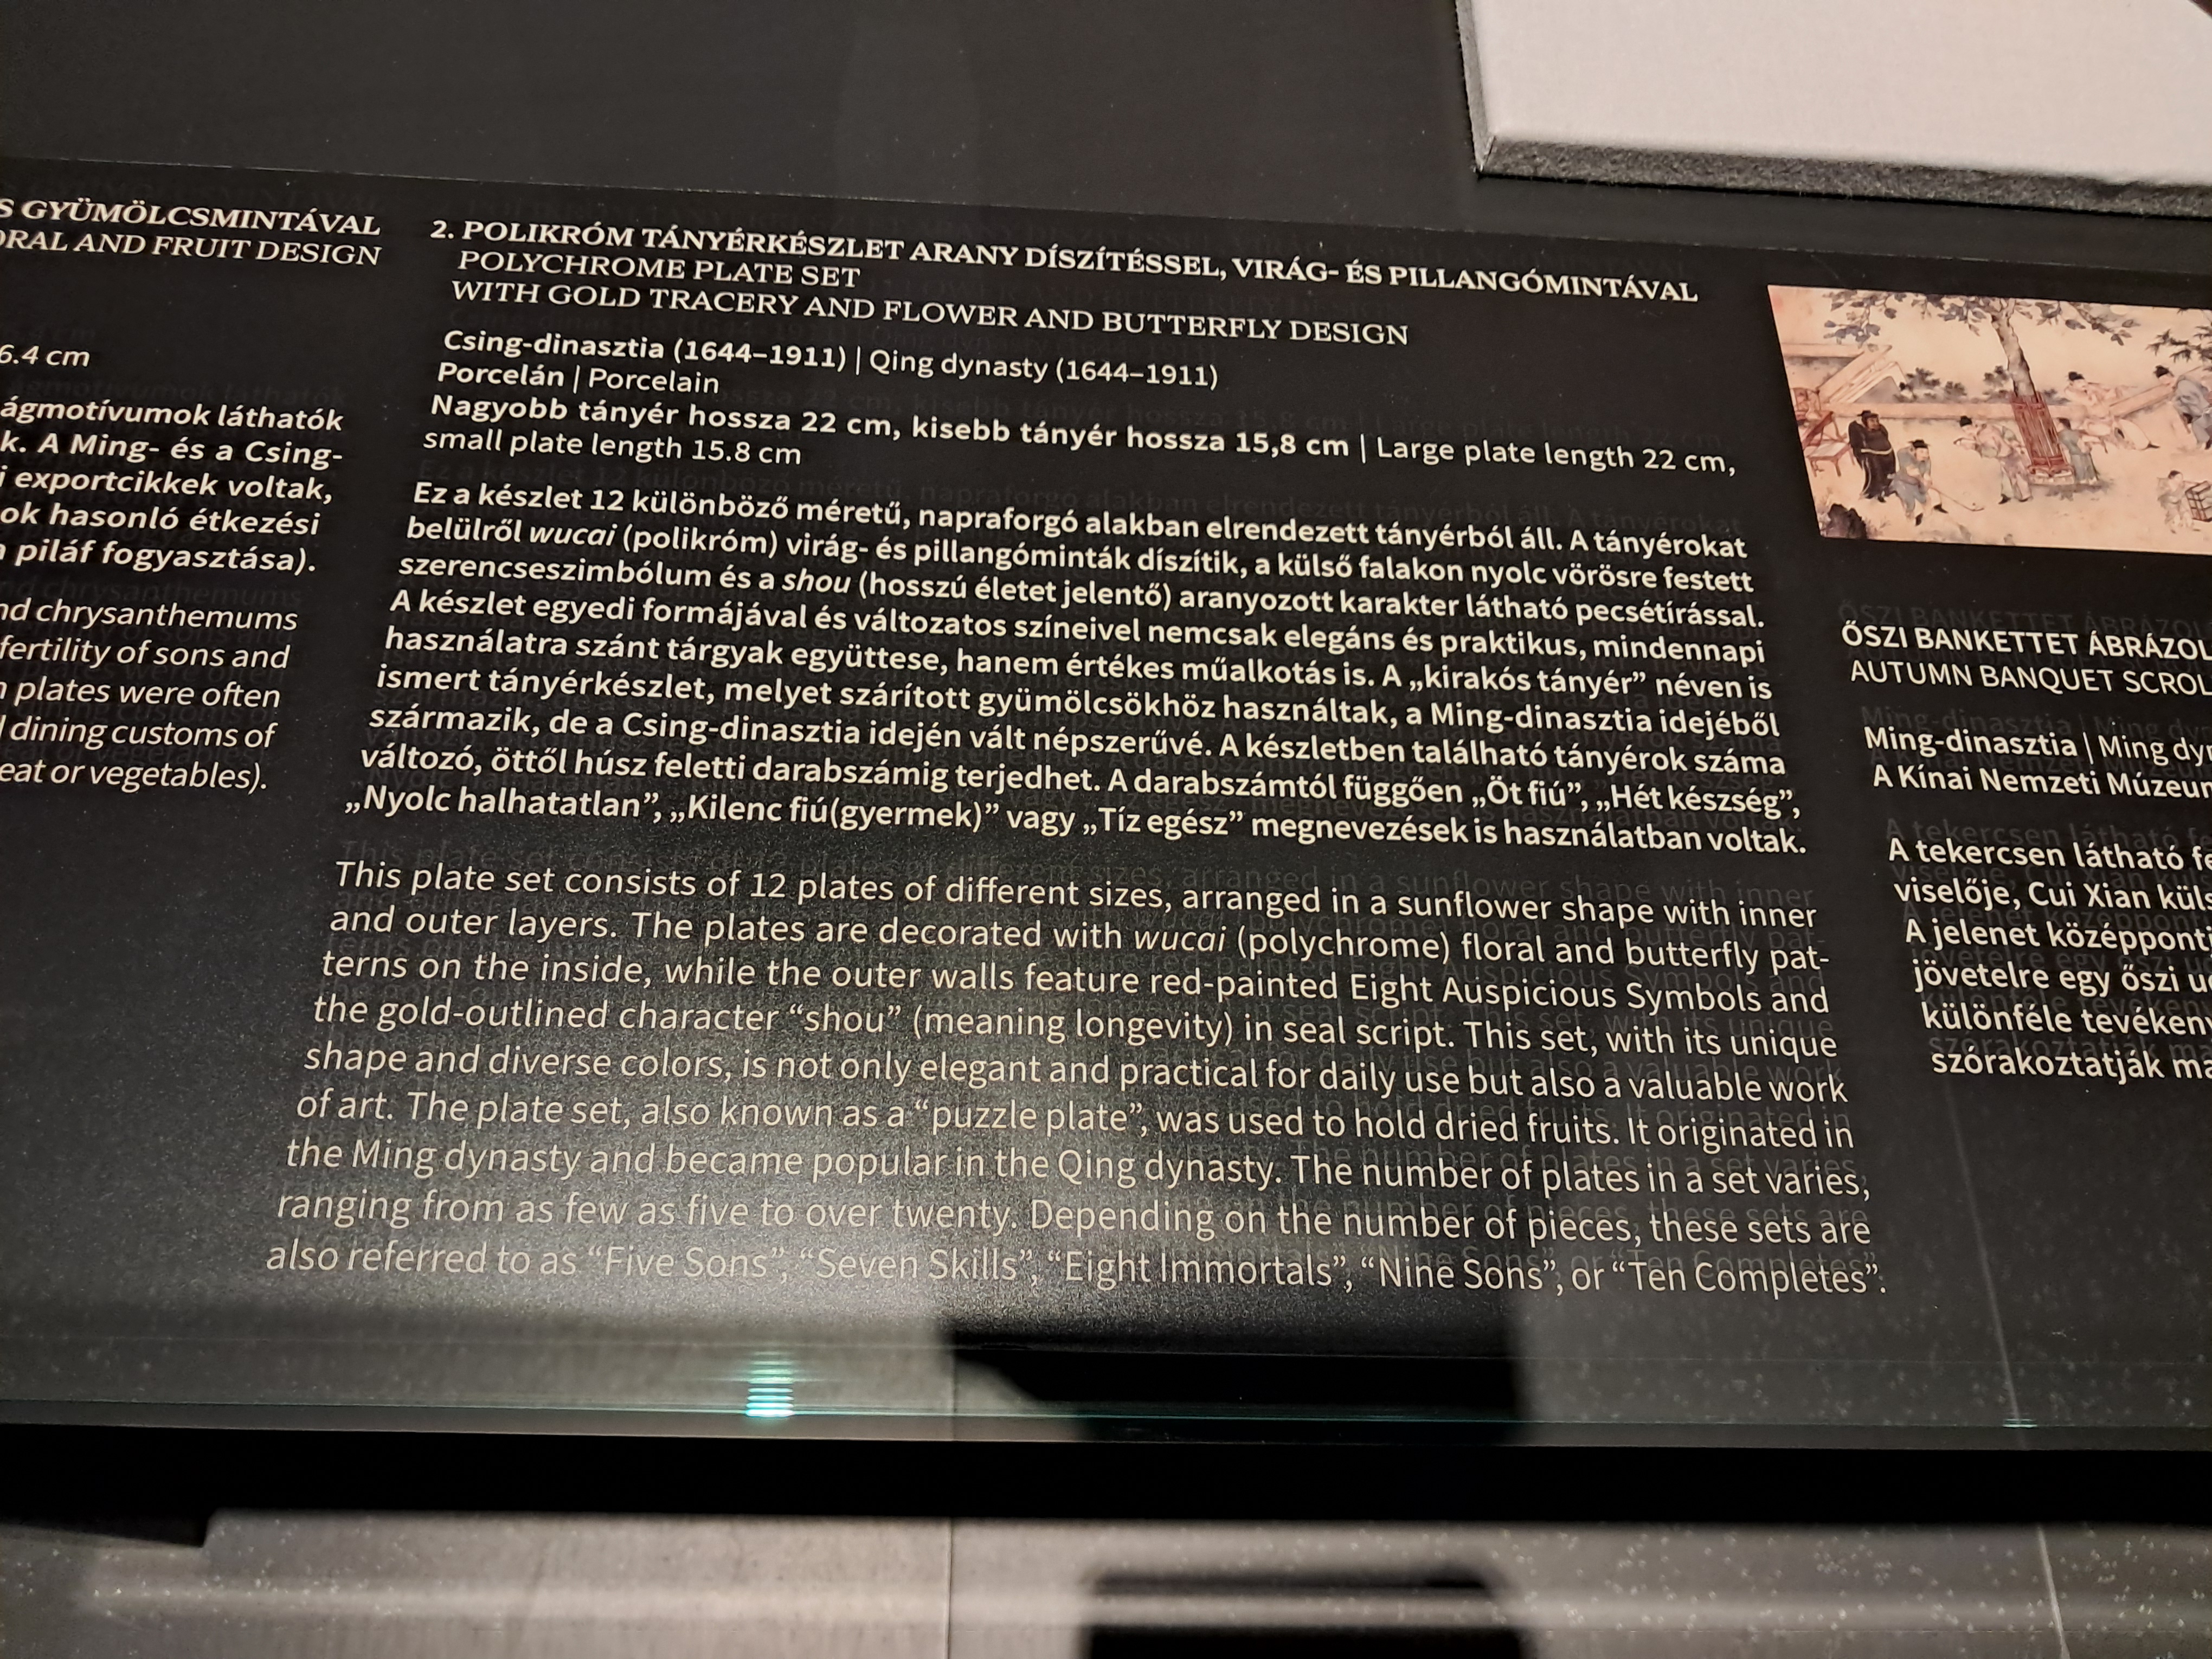 S GYÜMÖLCSMINTÁVAL
ORAL AND FRUIT DESIGN
6.4 cm
ágmotívumok láthatók
k. A Ming- és a Csing-
i exportcikkek voltak,
ok hasonló étkezési
piláf fogyasztása).
nd chrysanthemums
fertility of sons and
plates were often
dining customs of
eat or vegetables).
2. POLIKRÓM TÁNYÉRKÉSZLET ARANY DÍSZÍTÉSSEL, VIRÁG- ÉS PILLANGÓMINTÁVAL
POLYCHROME PLATE SET
WITH GOLD TRACERY AND FLOWER AND BUTTERFLY DESIGN
Csing-dinasztia (1644–1911) | Qing dynasty (1644–1911)
Porcelán | Porcelain
Nagyobb tányér hossza 22 cm, kisebb tányér hossza 15,8 cm | Large plate length 22 cm,
small plate length 15.8 cm
Ez a készlet 12 különböző méretű, napraforgó alakban elrendezett tányérból áll. A tányérokat
belülről wucai (polikróm) virág- és pillangóminták díszítik, a külső falakon nyolc vörösre festett
szerencseszimbólum és a shou (hosszú életet jelentő) aranyozott karakter látható pecsétírással.
A készlet egyedi formájával és változatos színeivel nemcsak elegáns és praktikus, mindennapi
használatra szánt tárgyak együttese, hanem értékes műalkotás is. A „kirakós tányér” néven is
ismert tányérkészlet, melyet szárított gyümölcsökhöz használtak, a Ming-dinasztia idejéből
származik, de a Csing-dinasztia idején vált népszerűvé. A készletben található tányérok száma
változó, öttől húsz feletti darabszámig terjedhet. A darabszámtól függően „Öt fiú”, „Hét készség”,
„Nyolc halhatatlan”, „Kilenc fiú(gyermek)” vagy „Tíz egész” megnevezések is használatban voltak.
This plate set consists of 12 plates of different sizes, arranged in a sunflower shape with inner
and outer layers. The plates are decorated with wucai (polychrome) floral and butterfly pat-
terns on the inside, while the outer walls feature red-painted Eight Auspicious Symbols and
the gold-outlined character “shou” (meaning longevity) in seal script. This set, with its unique
shape and diverse colors, is not only elegant and practical for daily use but also a valuable work
of art. The plate set, also known as a “puzzle plate”, was used to hold dried fruits. It originated in
the Ming dynasty and became popular in the Qing dynasty. The number of plates in a set varies,
ranging from as few as five to over twenty. Depending on the number of pieces, these sets are
also referred to as “Five Sons”, “Seven Skills”, “Eight Immortals”, “Nine Sons”, or “Ten Completes”.
ŐSZI BANKETTET ÁBRÁZOL
AUTUMN BANQUET SCROL
Ming-dinasztia | Ming dyn
A Kínai Nemzeti Múzeum
A tekercsen látható fe
viselője, Cui Xian küls
A jelenet középponti
jövetelre egy őszi ud
különféle tevékeny
szórakoztatják ma